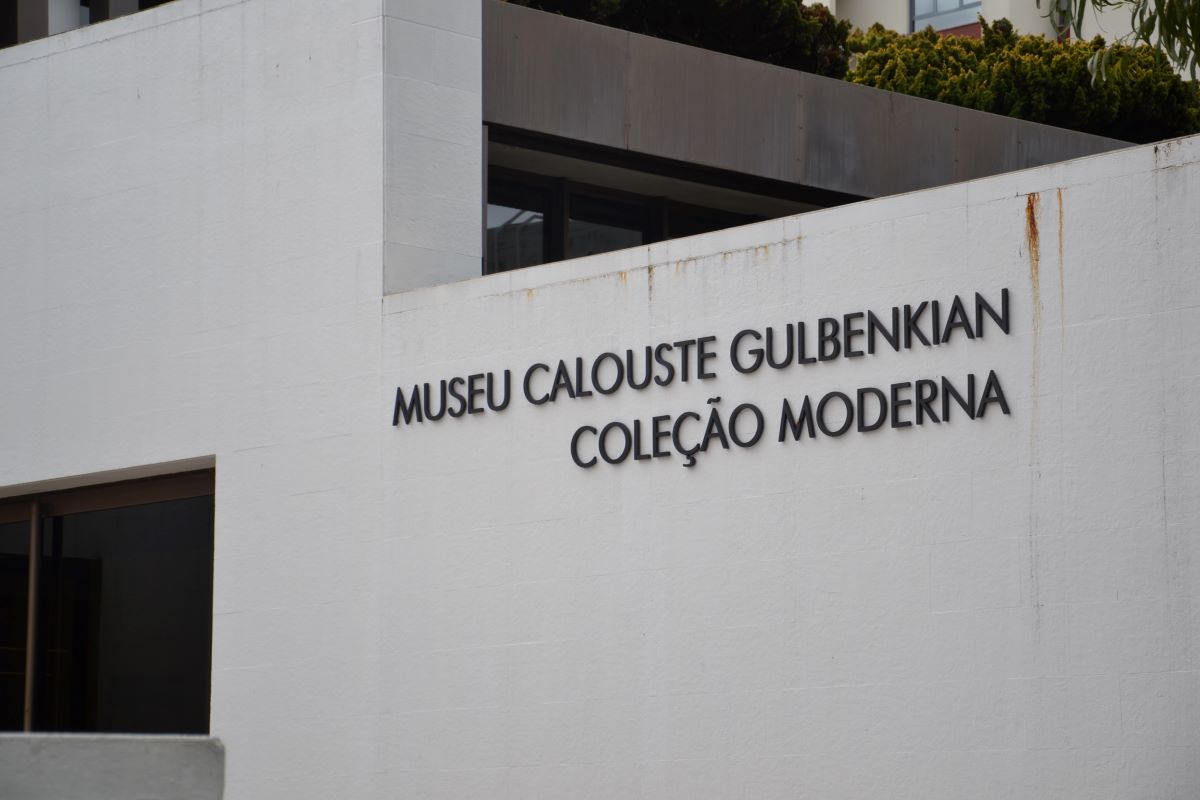 MUSEU CALOUSTE GULBENKIAN
COLEÇÃO MODERNA